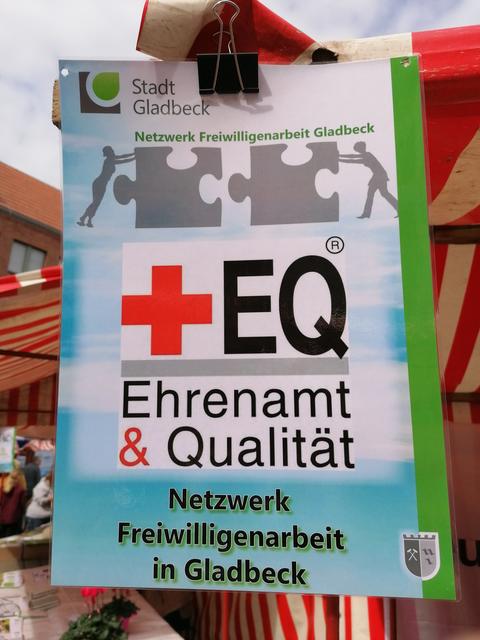 Stadt
Gladbeck
Netzwerk Freiwilligenarbeit Gladbeck
EQ ®
Ehrenamt
& Qualität
Netzwerk
Freiwilligenarbeit
in Gladbeck